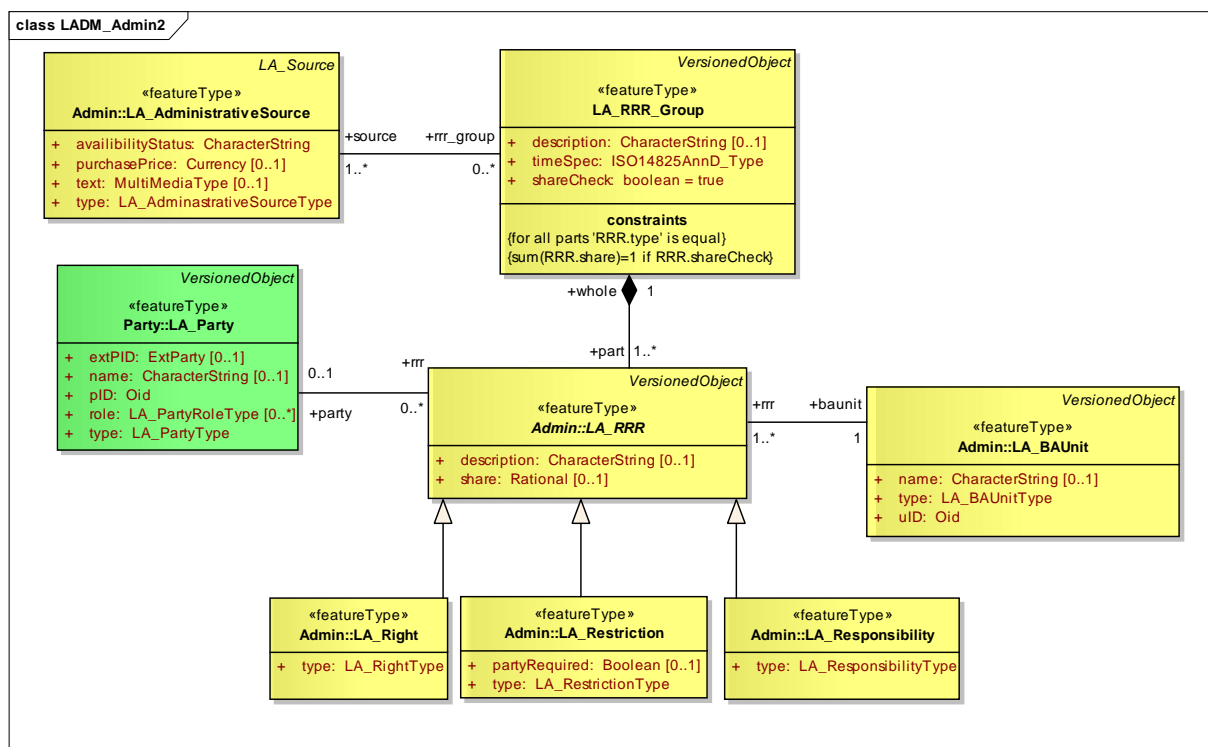 class LADM_Admin2
LA_Source
«featureType»
Admin::LA_AdministrativeSource
+ availibilityStatus: CharacterString
+ purchasePrice: Currency [0..1]
+ text: MultiMediaType [0..1]
+ type: LA_AdminastrativeSourceType
+source
1..*
+rrr_group
0..*
VersionedObject
«featureType»
LA_RRR_Group
+ description: CharacterString [0..1]
+ timeSpec: ISO14825AnnD_Type
+ shareCheck: boolean = true
constraints
{for all parts 'RRR.type' is equal}
{sum(RRR.share)=1 if RRR.shareCheck}
+whole 1
+part 1..*
VersionedObject
«featureType»
Party::LA_Party
+ extPID: ExtParty [0..1]
+ name: CharacterString [0..1]
+ pID: Oid
+ role: LA_PartyRoleType [0..*]
+ type: LA_PartyType
0..1
+party
+rrr
0..*
VersionedObject
«featureType»
Admin::LA_RRR
+ description: CharacterString [0..1]
+ share: Rational [0..1]
+rrr
1..*
+baunit
1
VersionedObject
«featureType»
Admin::LA_BAUnit
+ name: CharacterString [0..1]
+ type: LA_BAUnitType
+ uID: Oid
«featureType»
Admin::LA_Right
+ type: LA_RightType
«featureType»
Admin::LA_Restriction
+ partyRequired: Boolean [0..1]
+ type: LA_RestrictionType
«featureType»
Admin::LA_Responsibility
+ type: LA_ResponsibilityType